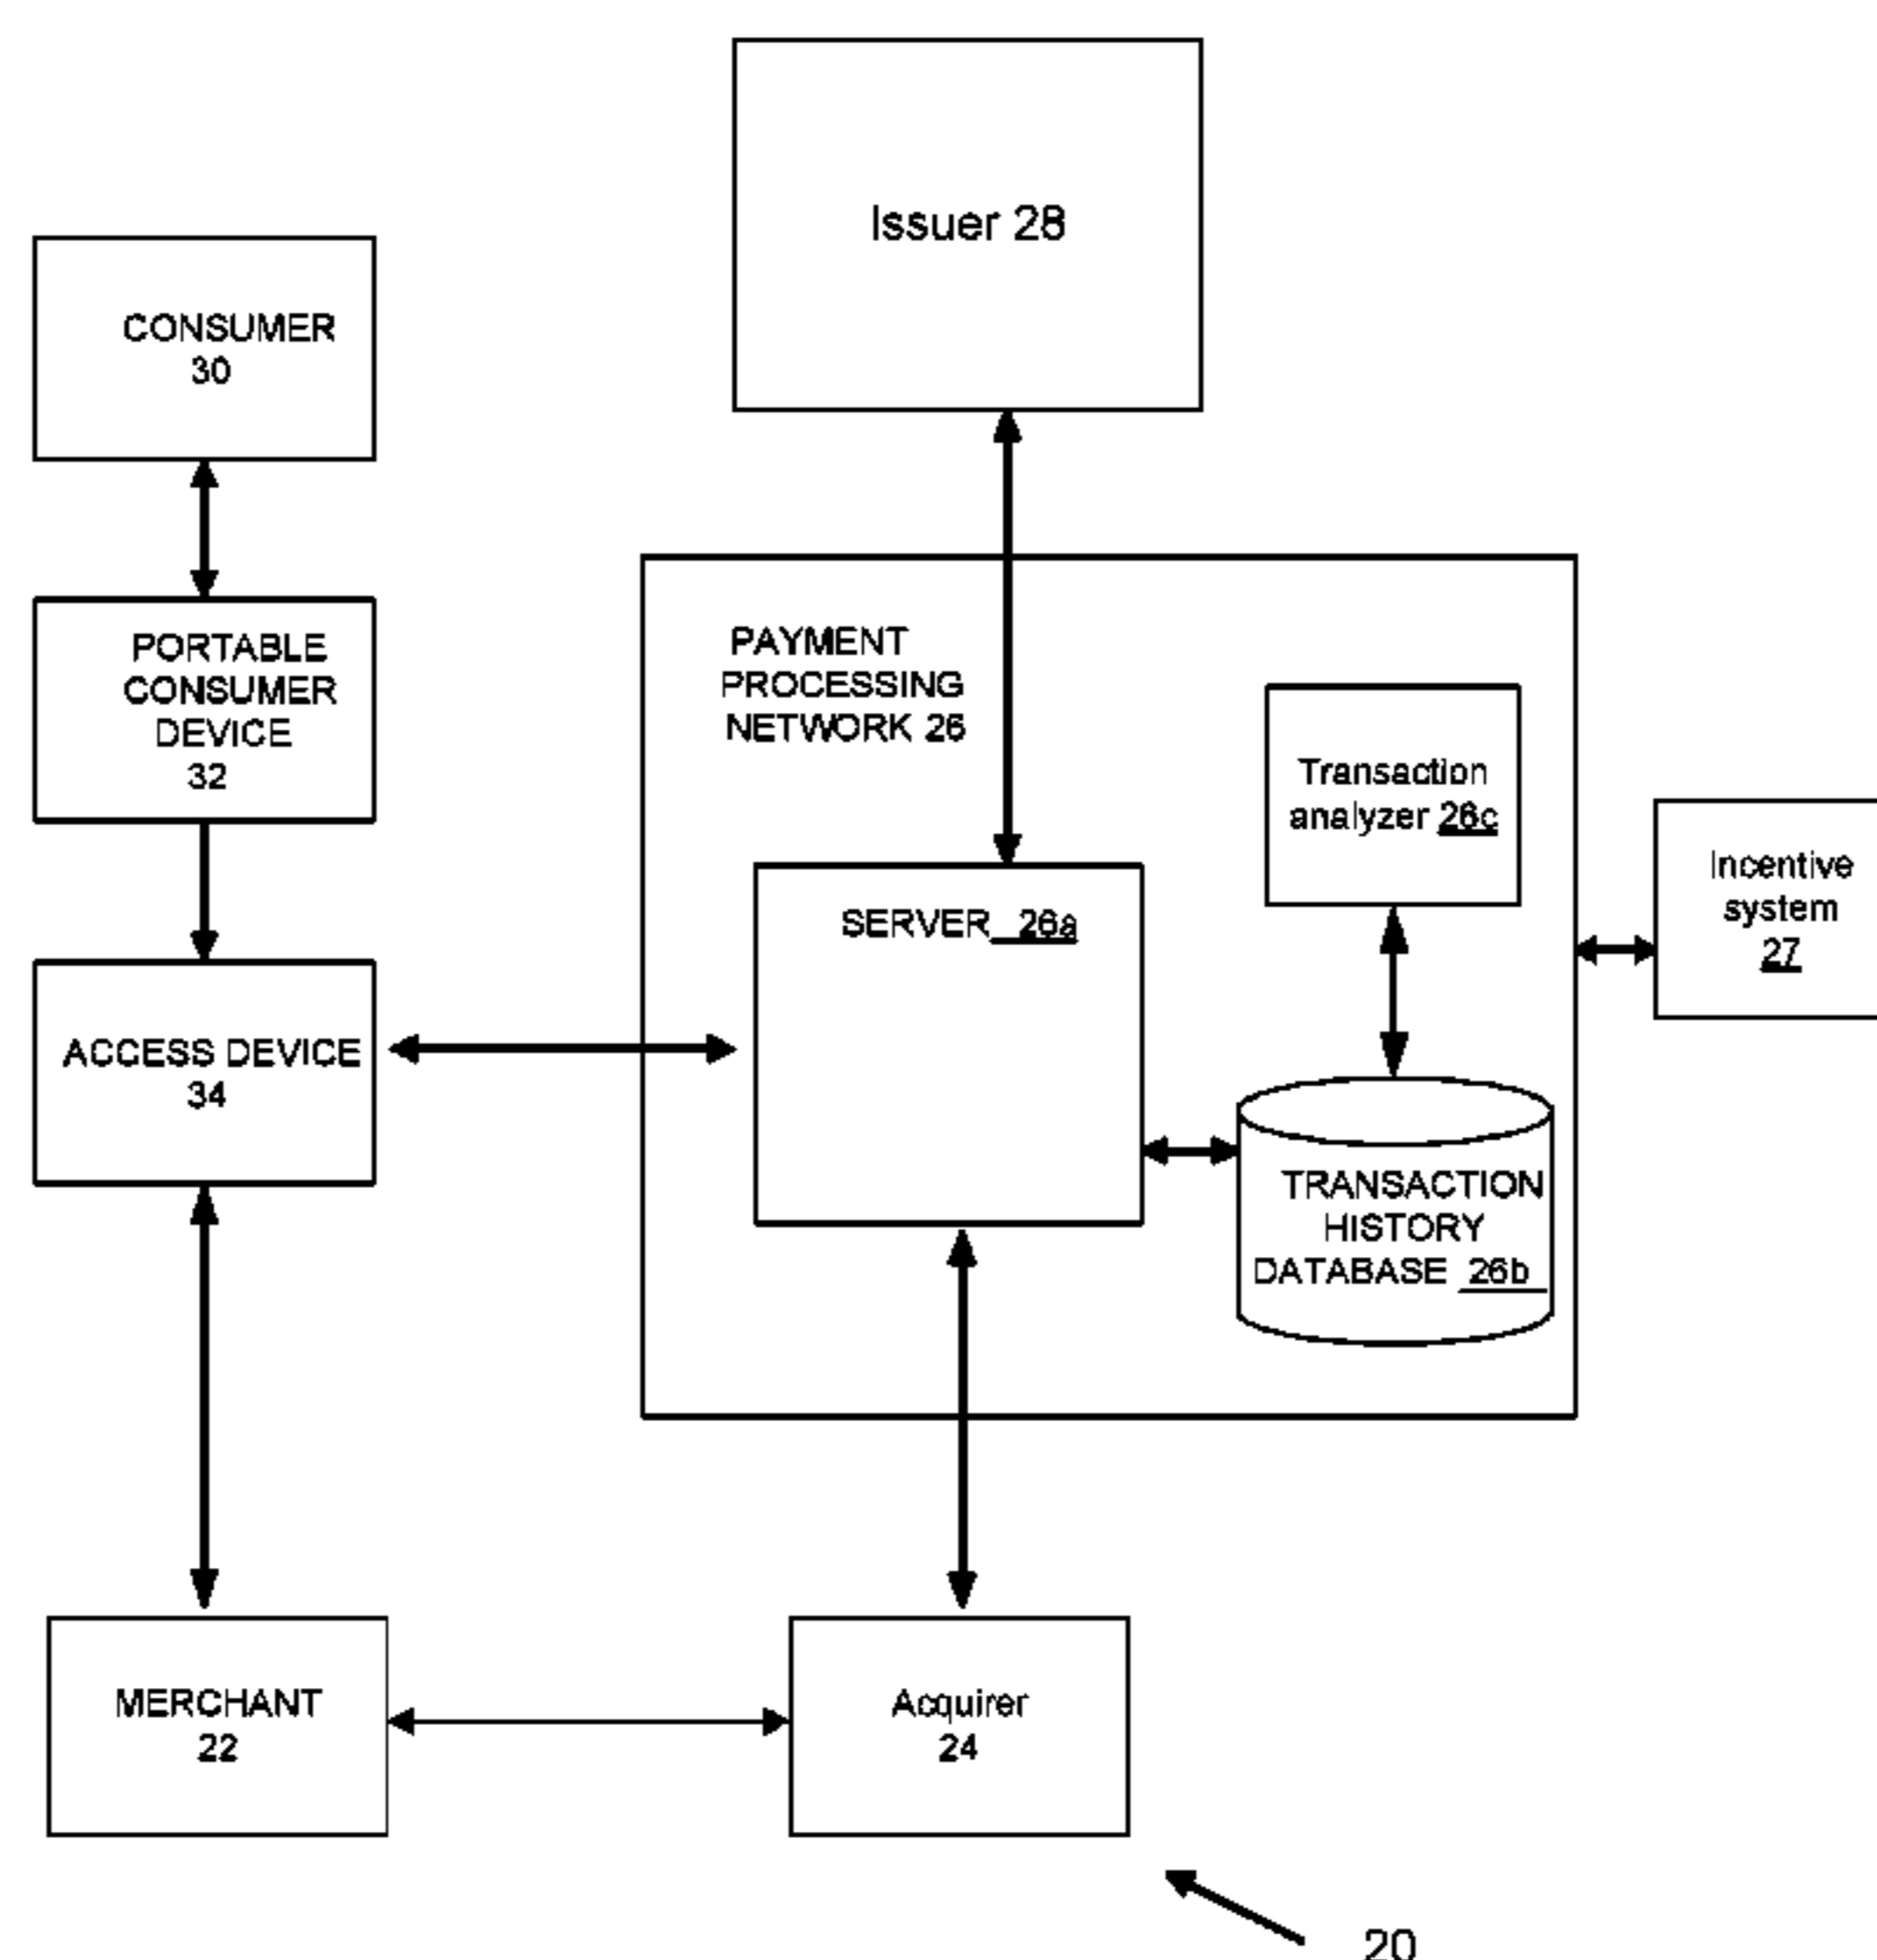 Issuer 28
CONSUMER
30
PORTABLE
CONSUMER
DEVICE
32
PAYMENT
PROCESSING
NETWORK 26
Transaction
analyzer 26c
Incentive
system
27
SERVER 26a
ACCESS DEVICE
34
TRANSACTION
HISTORY
DATABASE 26b
MERCHANT
22
Acquirer
24
20